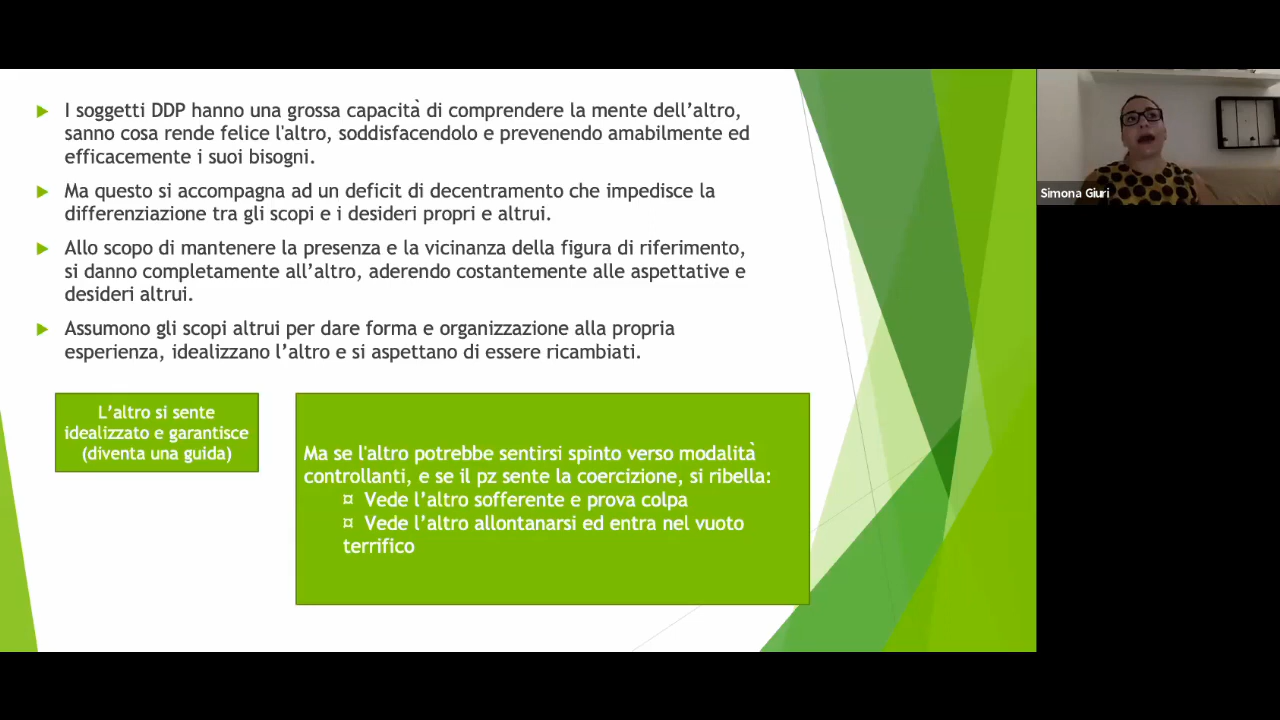 I soggetti DDP hanno una grossa capacità di comprendere la mente dell'altro,
sanno cosa rende felice l'altro, soddisfacendolo e prevenendo amabilmente ed
efficacemente i suoi bisogni.
Ma questo si accompagna ad un deficit di decentramento che impedisce la
differenziazione tra gli scopi e i desideri propri e altrui.
Allo scopo di mantenere la presenza e la vicinanza della figura di riferimento,
si danno completamente all'altro, aderendo costantemente alle aspettative e
desideri altrui.
Assumono gli scopi altrui per dare forma e organizzazione alla propria
esperienza, idealizzano l'altro e si aspettano di essere ricambiati.
L'altro si sente
idealizzato e garantisce
(diventa una guida)
Ma se l'altro potrebbe sentirsi spinto verso modalità
controllanti, e se il pz sente la coercizione, si ribella:
¤ Vede l'altro sofferente e prova colpa
¤ Vede l'altro allontanarsi ed entra nel vuoto
terrifico
Simona Giuri